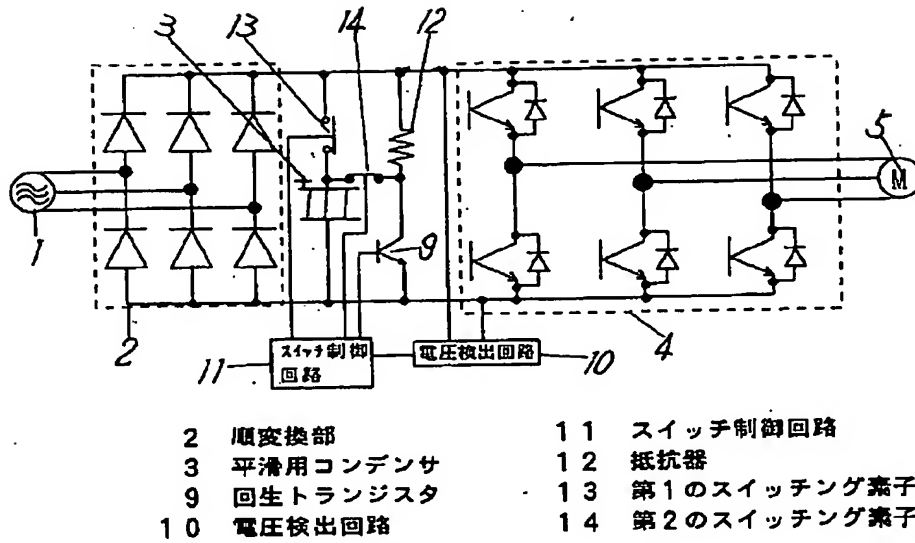 3 13 14 12
5
M
1
9
2
11
スイッチ制御
回路
電圧検出回路
10
4
2 順変換部
3 平滑用コンデンサ
9 回生トランジスタ
10 電圧検出回路
11 スイッチ制御回路
12 抵抗器
13 第1のスイッチング素子
14 第2のスイッチング素子